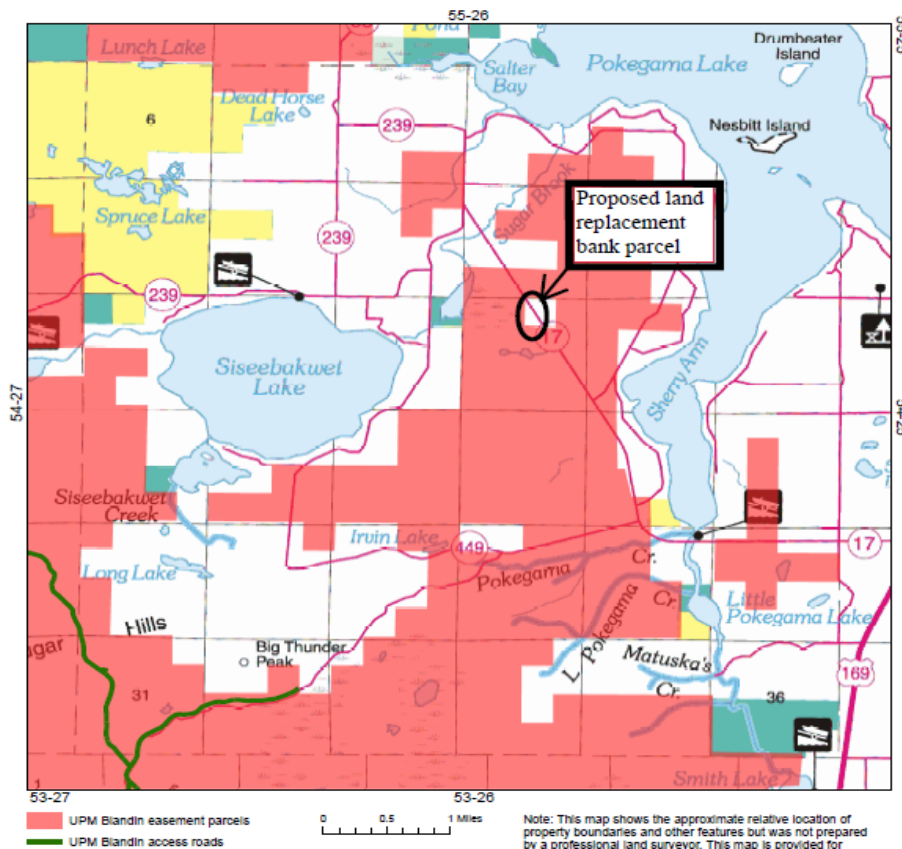 55-26
Lunch Lake
Pond
Salter
Bay
Pokegama Lake
Drumbeater
Island
Dead Horse
Lake
239
6
Nesbitt Island
Spruce Lake
Sugar Brook
Proposed land
replacement
bank parcel
239
239
17
Siseebakwet
Lake
Sherry Arm
54-27
Siseebakwet
Creek
Irvin Lake
449
Cr.
17
Pokegama
Long Lake
Cr.
Little
Pokegama Lake
Hills
L. Pokegama
Big Thunder
Peak
Matuska's
Cr.
169
31
36
Smith Lake
53-27
53-26
UPM Blandin easement parcels
UPM Blandin access roads
0 0.5 1 Miles
Note: This map shows the approximate relative location of
property boundaries and other features but was not prepared
by a professional land surveyor. This map is provided for